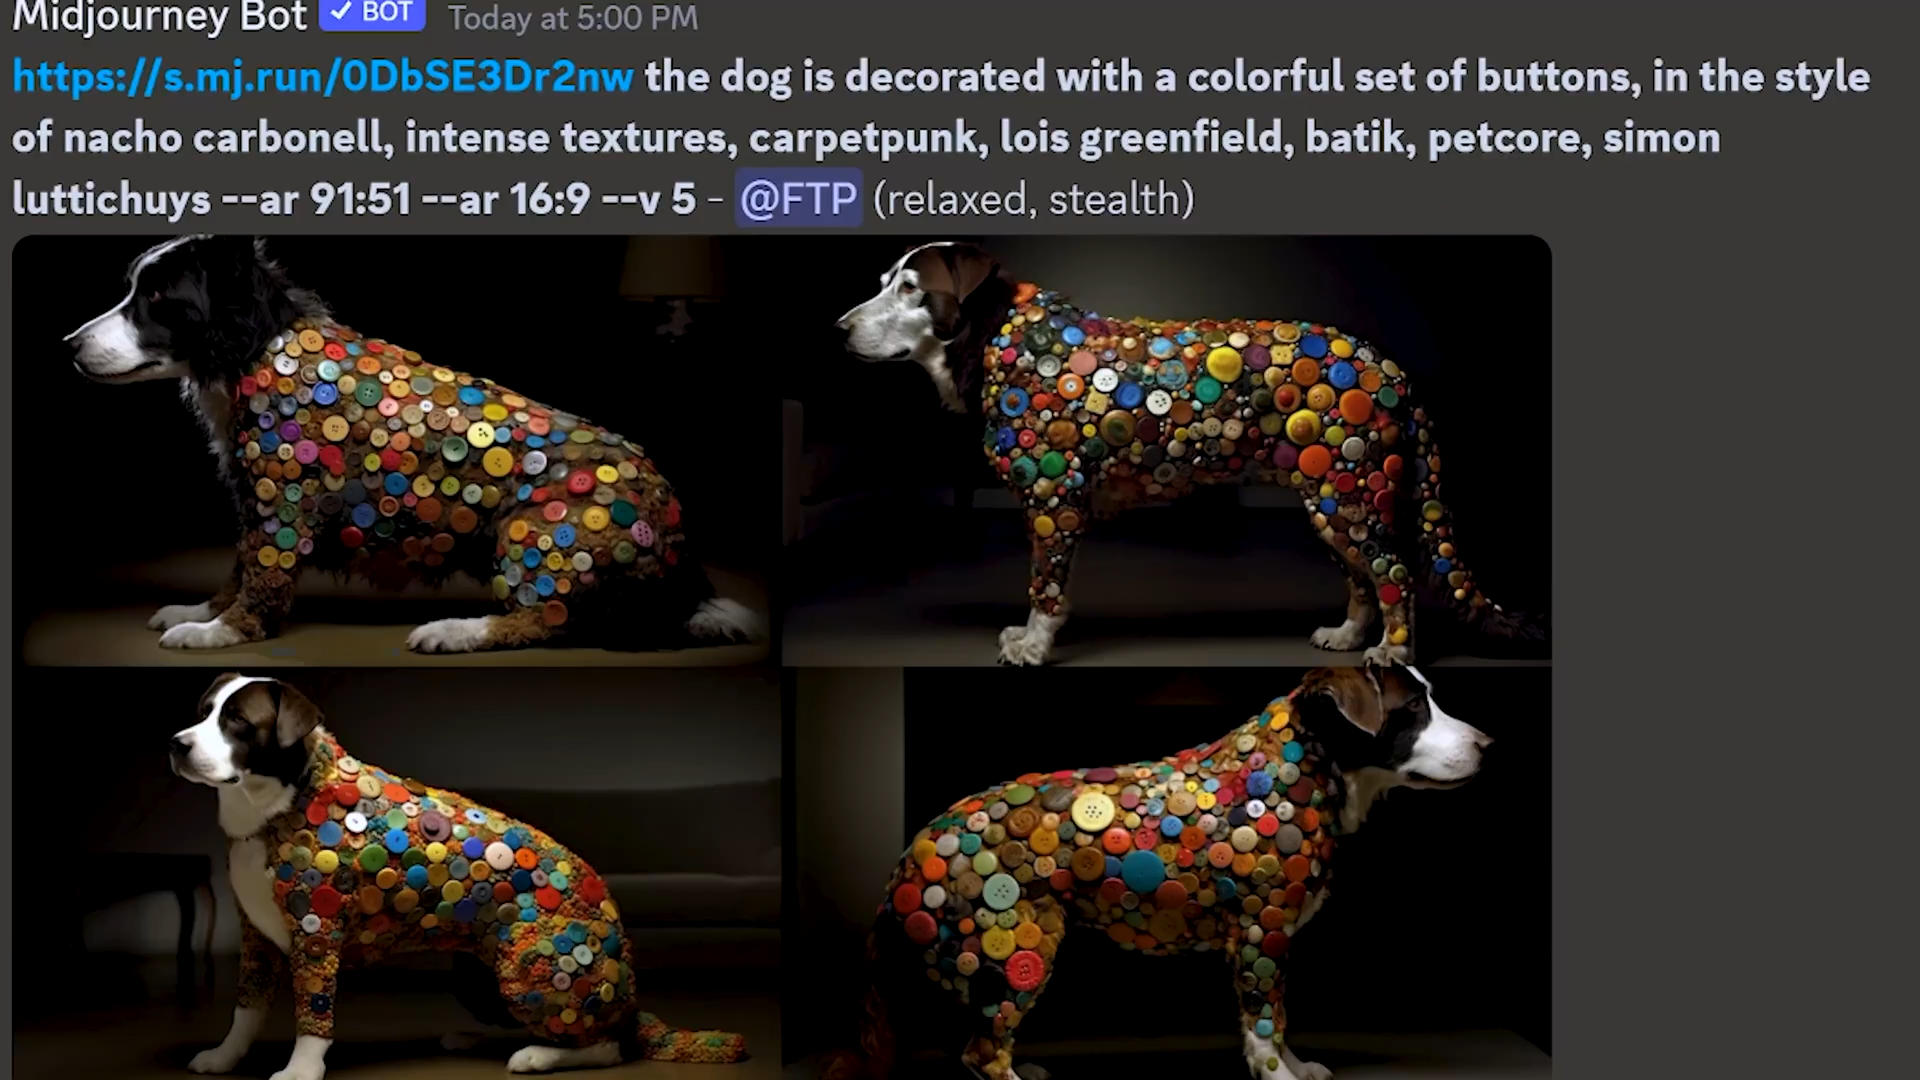 Midjourney Bot ✓ BOT Today at 5:00 PM
https://s.mj.run/0DbSE3Dr2nw the dog is decorated with a colorful set of buttons, in the style
of nacho carbonell, intense textures, carpetpunk, lois greenfield, batik, petcore, simon
luttichuys --ar 91:51 --ar 16:9 --v 5 - @FTP (relaxed, stealth)